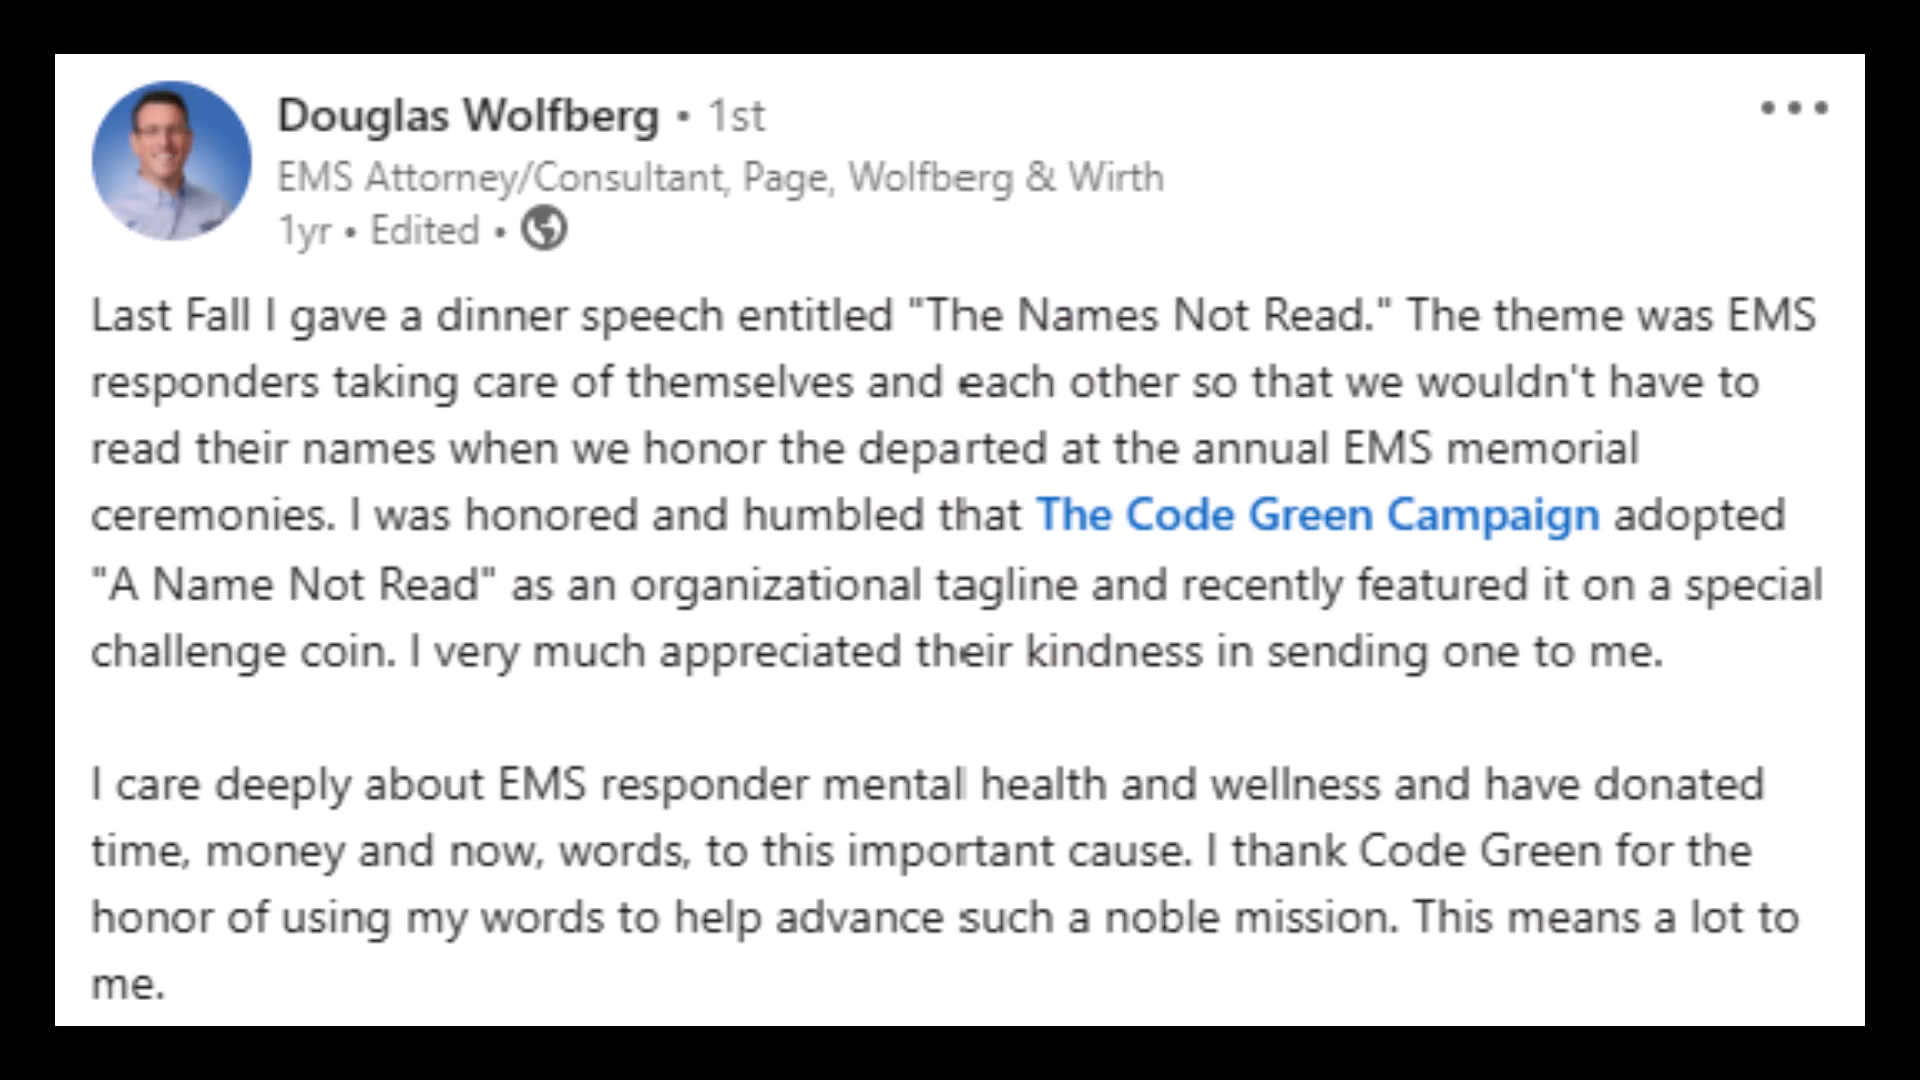 Douglas Wolfberg • 1st
EMS Attorney/Consultant, Page, Wolfberg & Wirth
1yr • Edited •
Last Fall I gave a dinner speech entitled "The Names Not Read." The theme was EMS
responders taking care of themselves and each other so that we wouldn't have to
read their names when we honor the departed at the annual EMS memorial
ceremonies. I was honored and humbled that The Code Green Campaign adopted
"A Name Not Read" as an organizational tagline and recently featured it on a special
challenge coin. I very much appreciated their kindness in sending one to me.
I care deeply about EMS responder mental health and wellness and have donated
time, money and now, words, to this important cause. I thank Code Green for the
honor of using my words to help advance such a noble mission. This means a lot to
me.